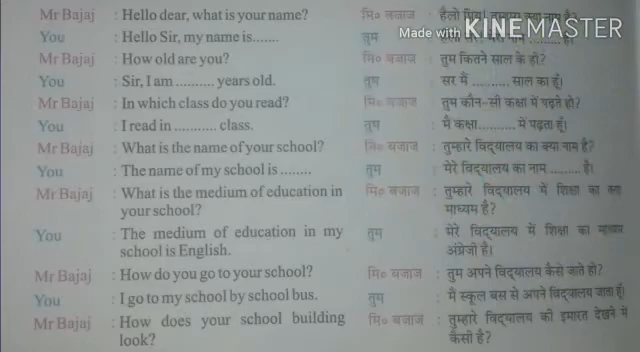 Mr Bajaj : Hello dear, what is your name? मि० बजाज : हैलो
Made with KINEMASTER
You : Hello Sir, my name is....... तुम :
Mr Bajaj : How old are you? मि० बजाज : तुम कितने साल के हो?
You : Sir, I am .......... years old. तुम : सर मैं .......... साल का हूँ।
Mr Bajaj : In which class do you read? मि० बजाज : तुम कौन-सी कक्षा में पढ़ते हो?
You : I read in ........... class. तुम : मैं कक्षा.......... में पढ़ता हूँ।
Mr Bajaj : What is the name of your school? मि० बजाज : तुम्हारे विद्यालय का क्या नाम है?
You : The name of my school is ........ तुम : मेरे विद्यालय का नाम ......... है।
Mr Bajaj : What is the medium of education in मि० बजाज : तुम्हारे विद्यालय में शिक्षा का क्या
your school? माध्यम है?
You : The medium of education in my तुम : मेरे विद्यालय में शिक्षा का माध्यम
school is English. अंग्रेजी है।
Mr Bajaj : How do you go to your school? मि० बजाज : तुम अपने विद्यालय कैसे जाते हो?
You : I go to my school by school bus. तुम : मैं स्कूल बस से अपने विद्यालय जाता हूँ।
Mr Bajaj : How does your school building मि० बजाज : तुम्हारे विद्यालय की इमारत देखने में
look? कैसी है?